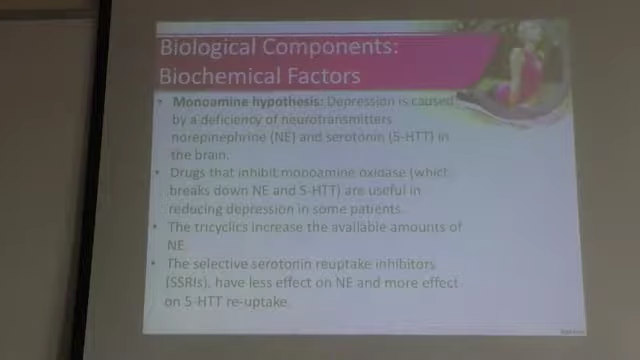 Biological Components:
Biochemical Factors
• Monoamine hypothesis: Depression is caused
by a deficiency of neurotransmitters
norepinephrine (NE) and serotonin (5-HTT) in
the brain.
• Drugs that inhibit monoamine oxidase (which
breaks down NE and 5-HTT) are useful in
reducing depression in some patients.
• The tricyclics increase the available amounts of
NE.
• The selective serotonin reuptake inhibitors
(SSRIs), have less effect on NE and more effect
on 5-HTT re-uptake.